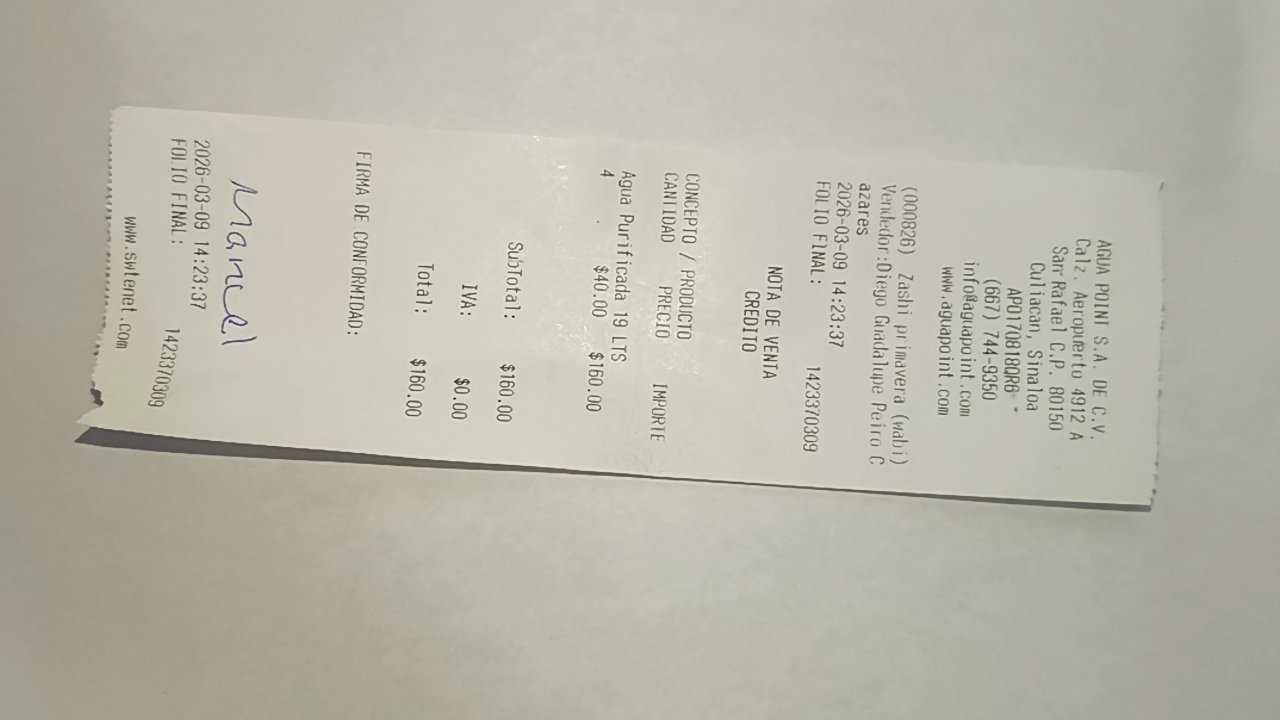 AGUA POINT S.A. DE C.V.
Calz. Aeropuerto 4912 A
San Rafael C.P. 80150
Culiacan, Sinaloa
APO170818QR6
(667) 744-9350
info@aguapoint.com
www.aguapoint.com
(000826) Zashi primavera (wabi)
Vendedor:Diego Guadalupe Peiro C
azares
2026-03-09 14:23:37
FOLIO FINAL: 1423370309
NOTA DE VENTA
CREDITO
CONCEPTO / PRODUCTO
CANTIDAD PRECIO IMPORTE
Agua Purificada 19 LTS
4 $40.00 $160.00
SubTotal: $160.00
IVA: $0.00
Total: $160.00
FIRMA DE CONFORMIDAD:
Manuel
2026-03-09 14:23:37
FOLIO FINAL: 1423370309
www.swtenet.com